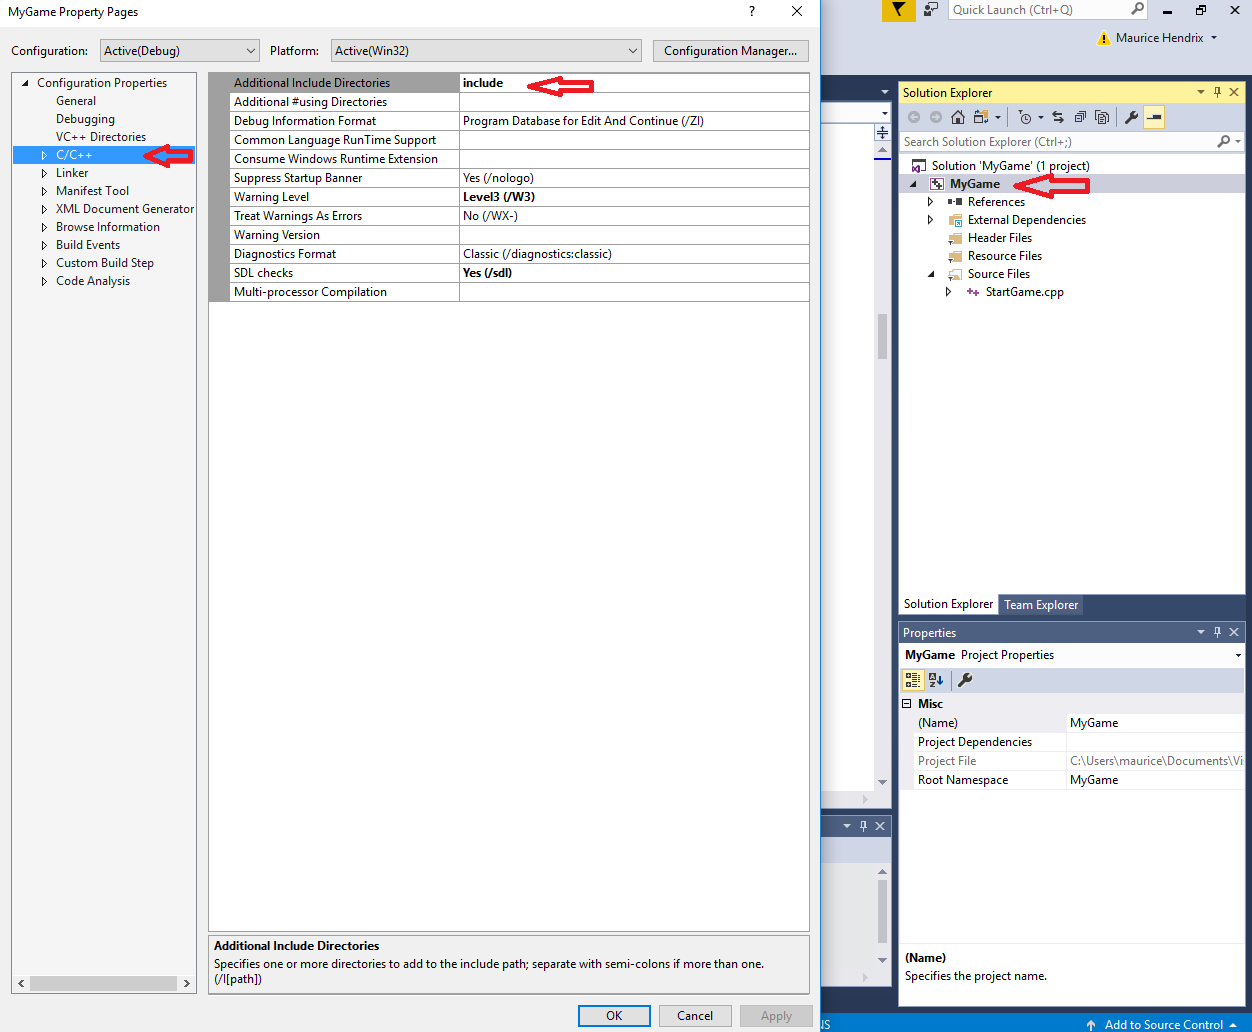 MyGame Property Pages
?
Configuration: Active(Debug) Platform: Active(Win32) Configuration Manager...
Configuration Properties
General
Debugging
VC++ Directories
C/C++
Linker
Manifest Tool
XML Document Generator
Browse Information
Build Events
Custom Build Step
Code Analysis
Additional Include Directories include
Additional #using Directories
Debug Information Format Program Database for Edit And Continue (/ZI)
Common Language RunTime Support
Consume Windows Runtime Extension
Suppress Startup Banner Yes (/nologo)
Warning Level Level3 (/W3)
Treat Warnings As Errors No (/WX-)
Warning Version
Diagnostics Format Classic (/diagnostics:classic)
SDL checks Yes (/sdl)
Multi-processor Compilation
Additional Include Directories
Specifies one or more directories to add to the include path; separate with semi-colons if more than one.
(/I[path])
OK Cancel Apply
Quick Launch (Ctrl+Q)
Maurice Hendrix
Solution Explorer
Search Solution Explorer (Ctrl+;)
Solution 'MyGame' (1 project)
MyGame
References
External Dependencies
Header Files
Resource Files
Source Files
StartGame.cpp
Solution Explorer Team Explorer
Properties
MyGame Project Properties
Misc
(Name) MyGame
Project Dependencies
Project File C:\Users\maurice\Documents\Vi
Root Namespace MyGame
(Name)
Specifies the project name.
NS
Add to Source Control